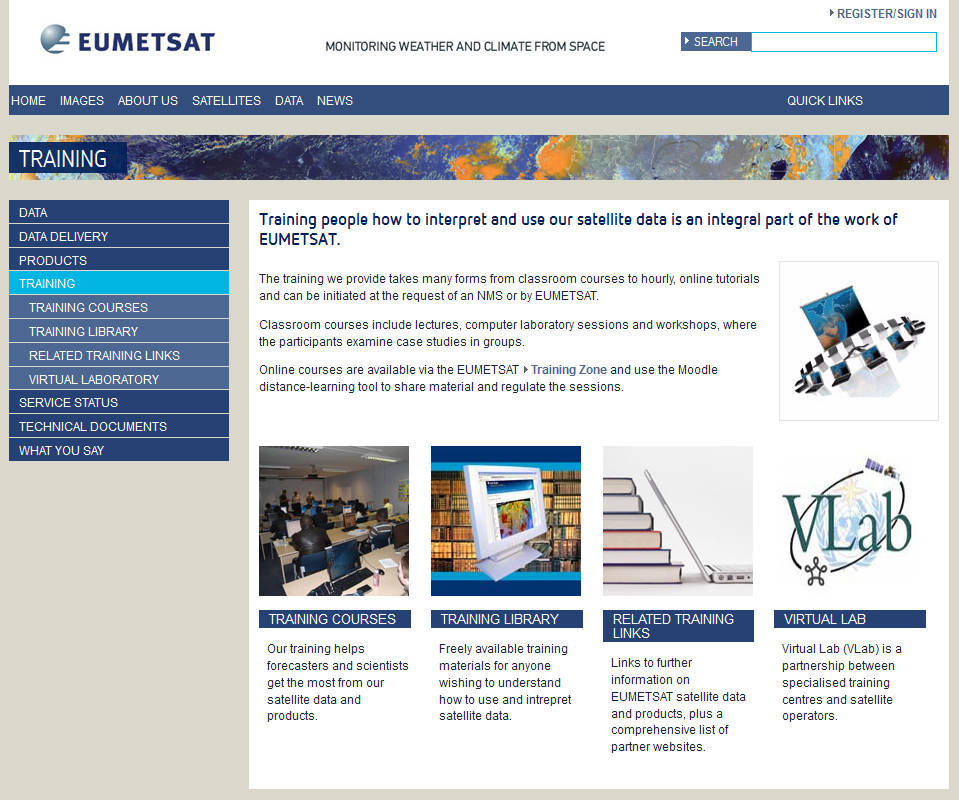 REGISTER/SIGN IN
EUMETSAT
MONITORING WEATHER AND CLIMATE FROM SPACE
SEARCH
HOME IMAGES ABOUT US SATELLITES DATA NEWS QUICK LINKS
TRAINING
DATA
DATA DELIVERY
PRODUCTS
TRAINING
TRAINING COURSES
TRAINING LIBRARY
RELATED TRAINING LINKS
VIRTUAL LABORATORY
SERVICE STATUS
TECHNICAL DOCUMENTS
WHAT YOU SAY
Training people how to interpret and use our satellite data is an integral part of the work of
EUMETSAT.
The training we provide takes many forms from classroom courses to hourly, online tutorials
and can be initiated at the request of an NMS or by EUMETSAT.
Classroom courses include lectures, computer laboratory sessions and workshops, where
the participants examine case studies in groups.
Online courses are available via the EUMETSAT Training Zone and use the Moodle
distance-learning tool to share material and regulate the sessions.
VLab
TRAINING COURSES
Our training helps
forecasters and scientists
get the most from our
satellite data and
products.
TRAINING LIBRARY
Freely available training
materials for anyone
wishing to understand
how to use and intrepret
satellite data.
RELATED TRAINING
LINKS
Links to further
information on
EUMETSAT satellite data
and products, plus a
comprehensive list of
partner websites.
VIRTUAL LAB
Virtual Lab (VLab) is a
partnership between
specialised training
centres and satellite
operators.